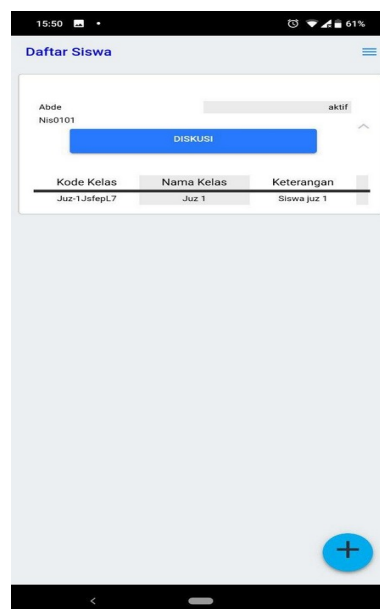 15:50 61%
Daftar Siswa
Abde aktif
Nis0101
DISKUSI
Kode Kelas Nama Kelas Keterangan
Juz-1JsfepL7 Juz 1 Siswa juz 1